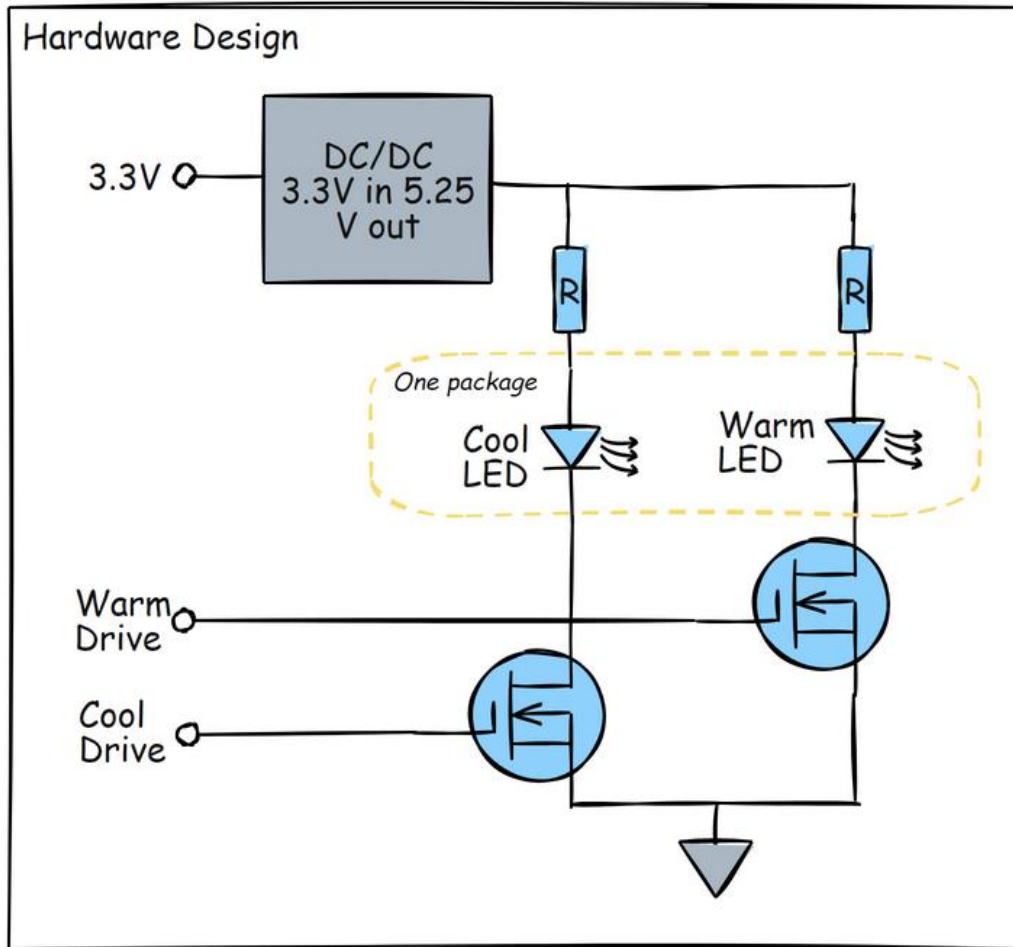 Hardware Design
3.3V
DC/DC
3.3V in 5.25
V out
R
R
One package
Cool
LED
Warm
LED
Warm
Drive
Cool
Drive